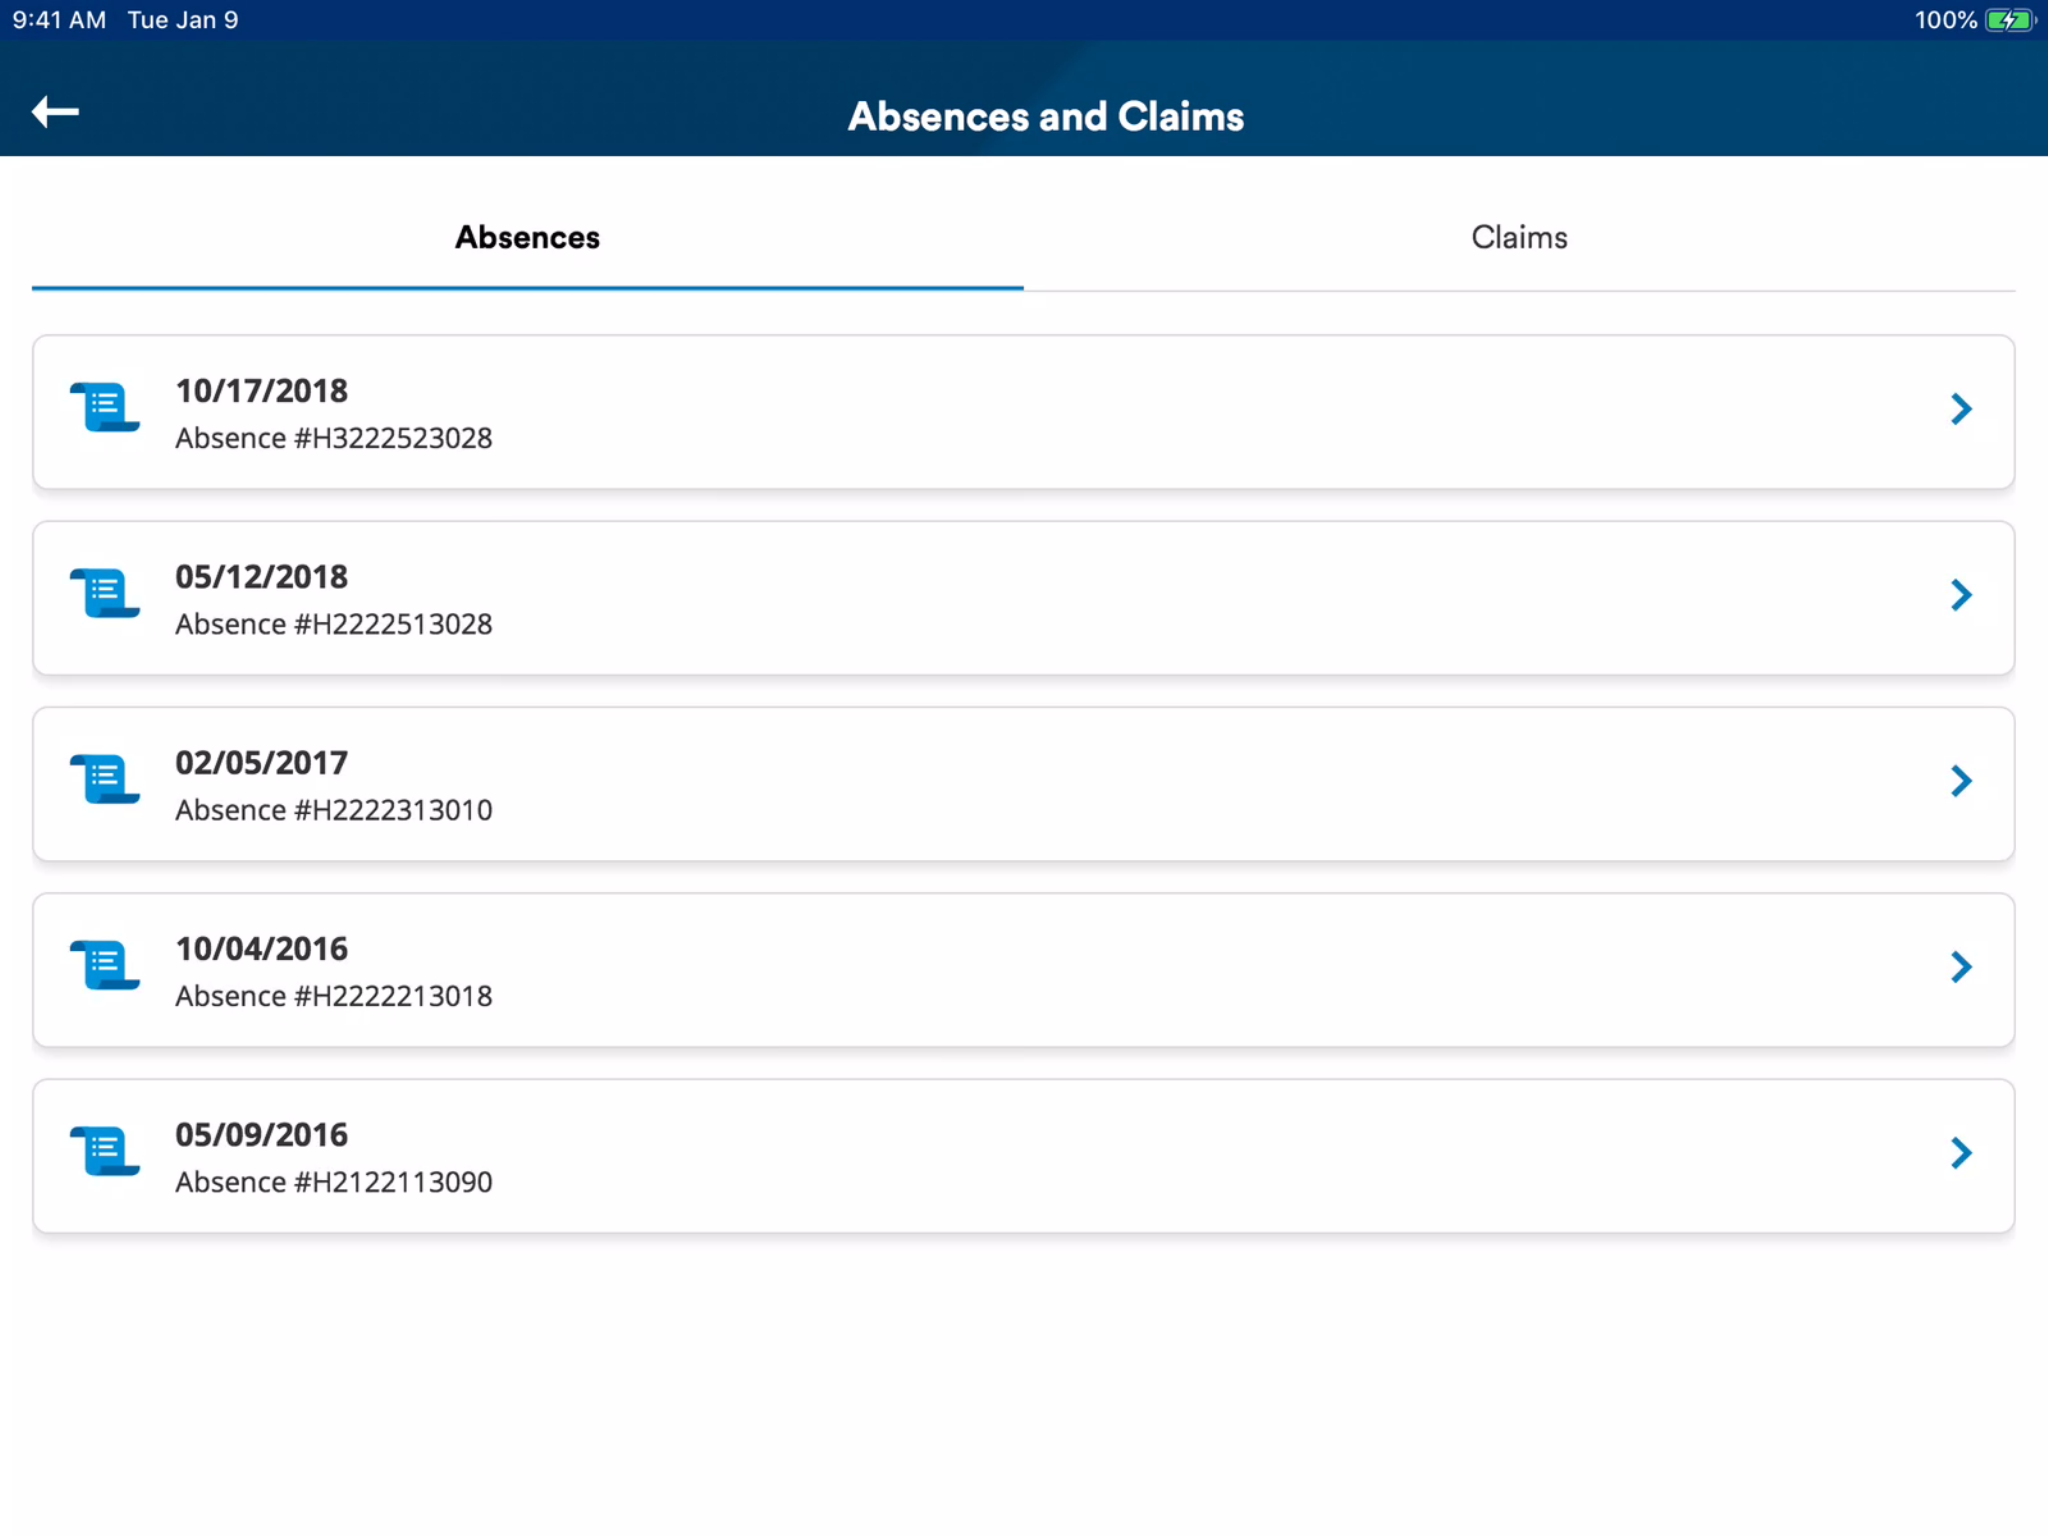 9:41 AM Tue Jan 9 100%
Absences and Claims
Absences Claims
10/17/2018
Absence #H3222523028
05/12/2018
Absence #H2222513028
02/05/2017
Absence #H2222313010
10/04/2016
Absence #H2222213018
05/09/2016
Absence #H2122113090